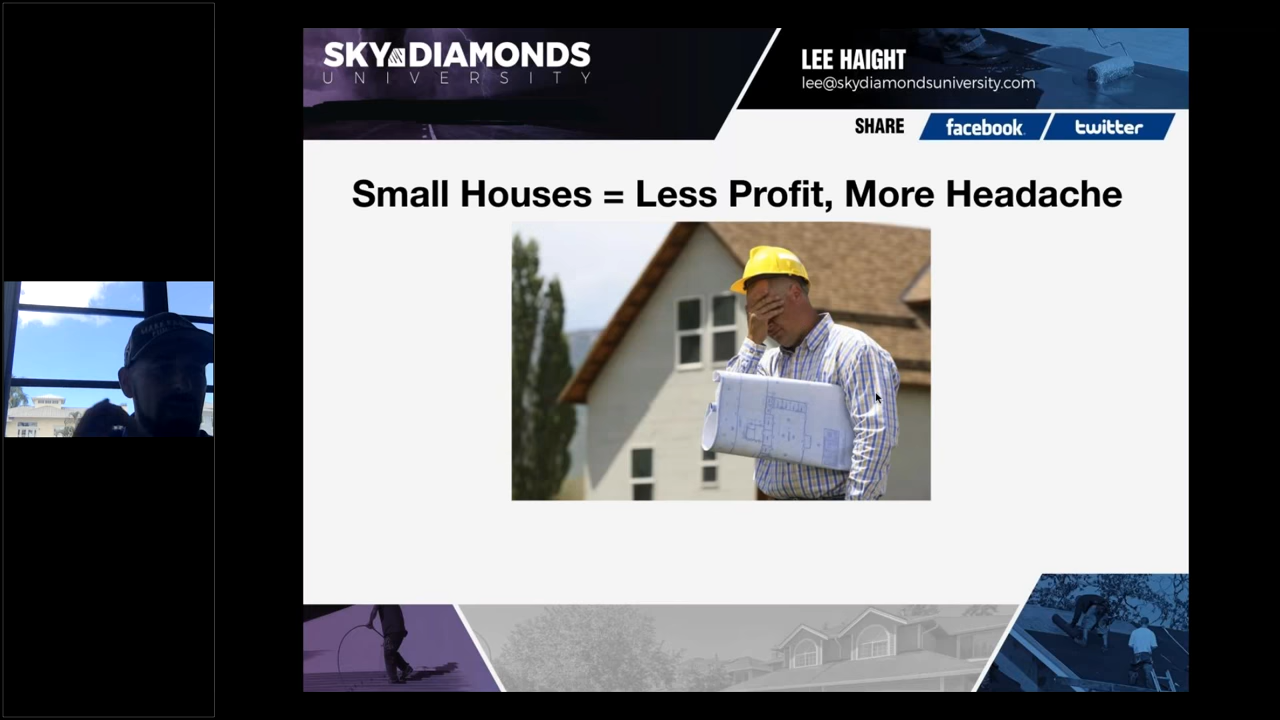 SKY DIAMONDS
UNIVERSITY
LEE HAIGHT
lee@skydiamondsuniversity.com
SHARE facebook. twitter
Small Houses = Less Profit, More Headache